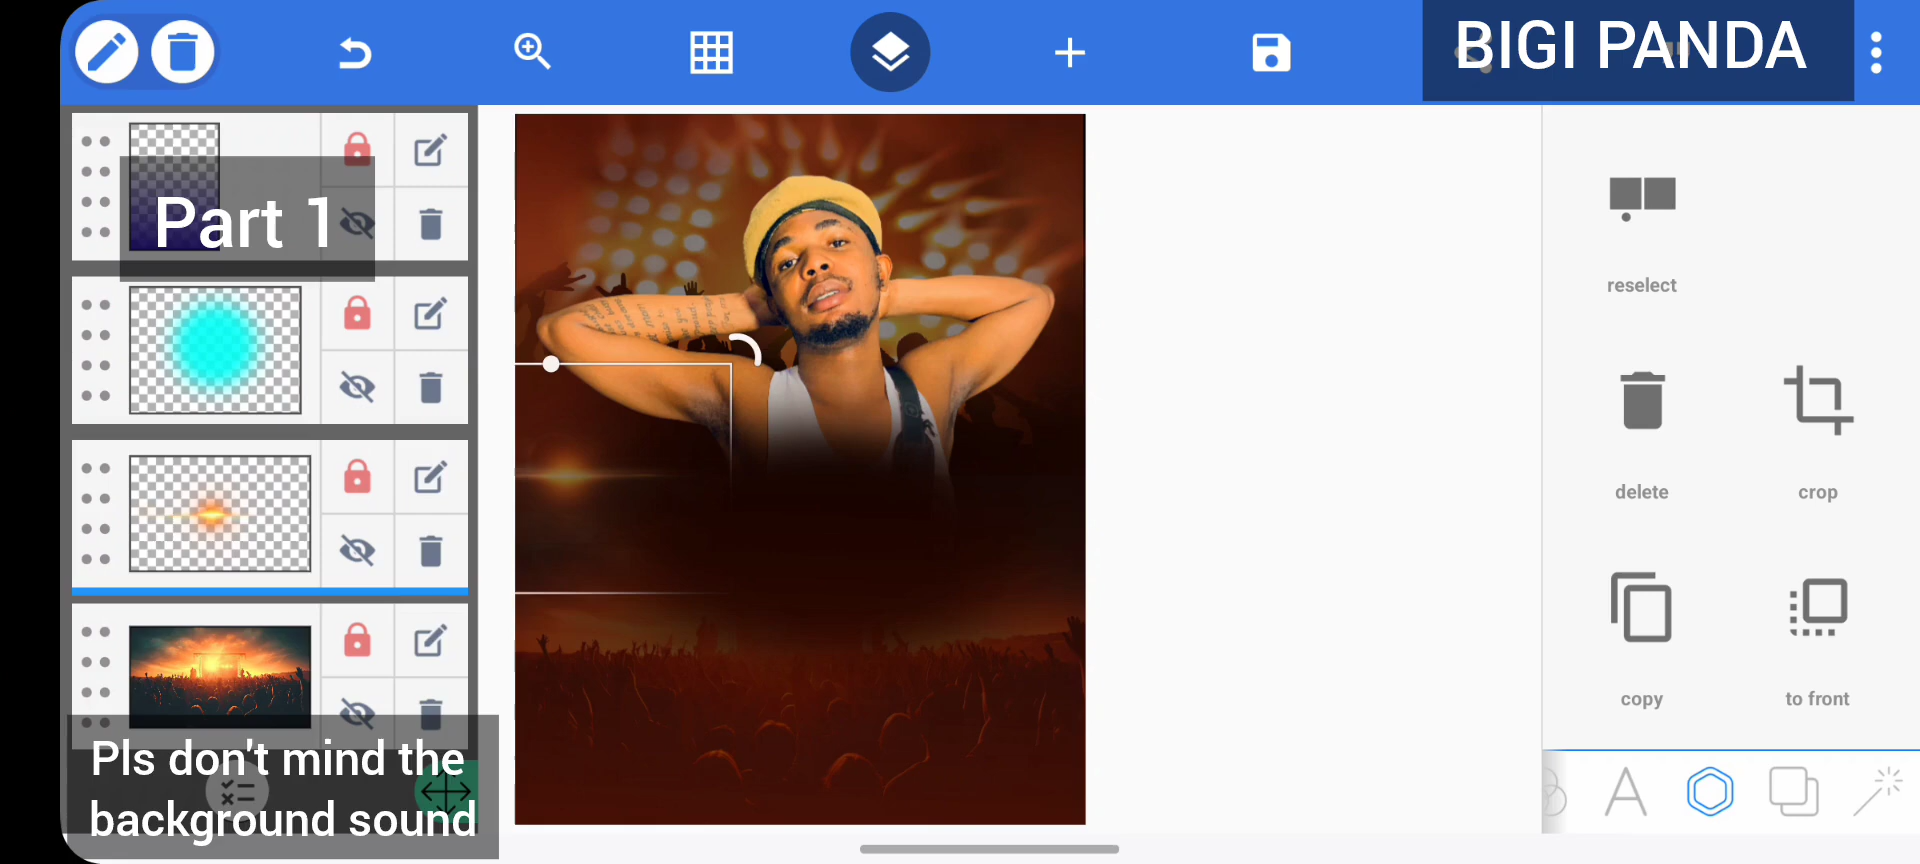 BIGI PANDA
Part 1
reselect
delete
crop
copy
to front
Pls don't mind the
background sound